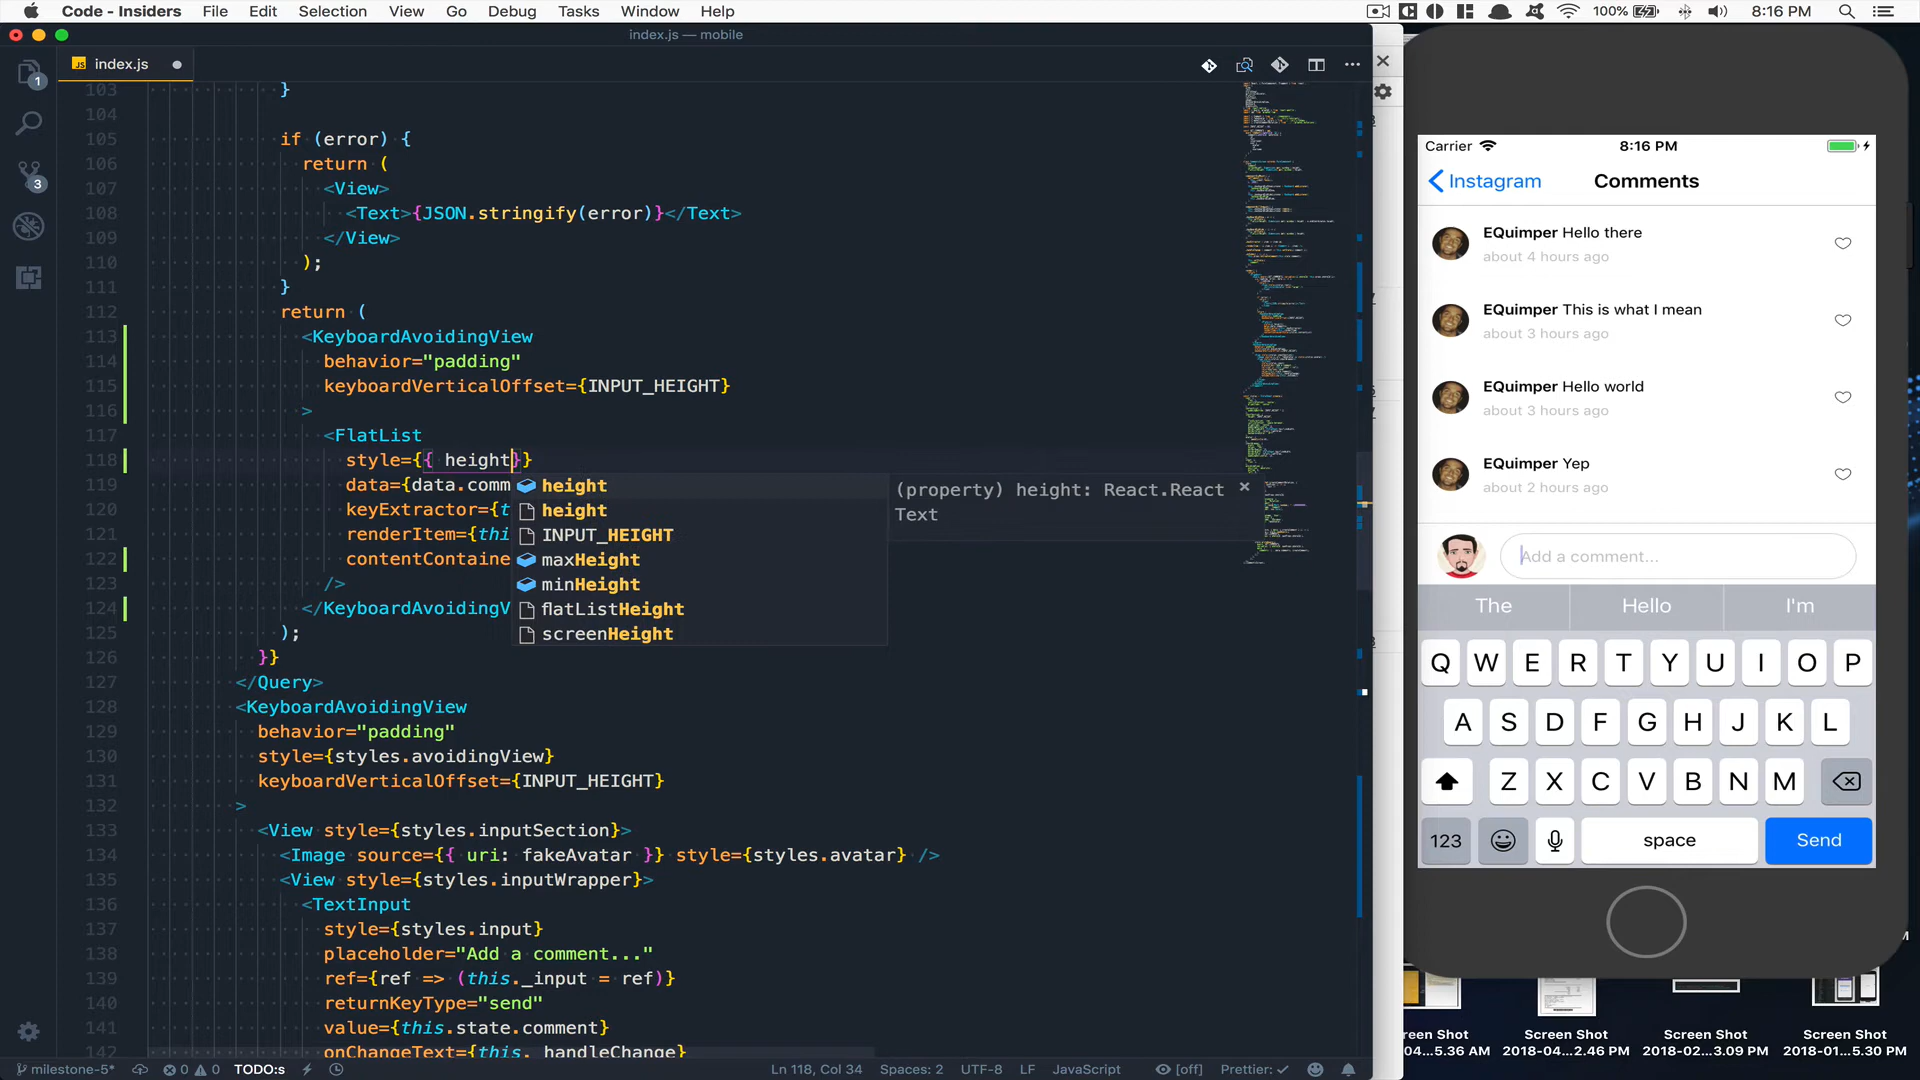 Code - Insiders File Edit Selection View Go Debug Tasks Window Help 100% 8:16 PM
index.js — mobile
JS index.js
103 }
104
105 if (error) {
106 return (
107 <View>
108 <Text>{JSON.stringify(error)}</Text>
109 </View>
110 );
111 }
112 return (
113 <KeyboardAvoidingView
114 behavior="padding"
115 keyboardVerticalOffset={INPUT_HEIGHT}
116 >
117 <FlatList
118 style={{ height}}
119 data={data.comm
120 keyExtractor={t
121 renderItem={thi
122 contentContaine
123 />
124 </KeyboardAvoidingV
125 );
126 }}
127 </Query>
128 <KeyboardAvoidingView
129 behavior="padding"
130 style={styles.avoidingView}
131 keyboardVerticalOffset={INPUT_HEIGHT}
132 >
133 <View style={styles.inputSection}>
134 <Image source={{ uri: fakeAvatar }} style={styles.avatar} />
135 <View style={styles.inputWrapper}>
136 <TextInput
137 style={styles.input}
138 placeholder="Add a comment..."
139 ref={ref => (this._input = ref)}
140 returnKeyType="send"
141 value={this.state.comment}
142 onChangeText={this._handleChange}
height
height
INPUT_HEIGHT
maxHeight
minHeight
flatListHeight
screenHeight
(property) height: React.React
Text
1
3
milestone-5* 0 0 TODO:s Ln 118, Col 34 Spaces: 2 UTF-8 LF JavaScript [off] Prettier: ✓
Carrier 8:16 PM
Instagram Comments
EQuimper Hello there
about 4 hours ago
EQuimper This is what I mean
about 3 hours ago
EQuimper Hello world
about 3 hours ago
EQuimper Yep
about 2 hours ago
Add a comment...
The Hello I'm
Q W E R T Y U I O P
A S D F G H J K L
Z X C V B N M
123 space Send
reen Shot Screen Shot Screen Shot Screen Shot
04...5.36 AM 2018-04...2.46 PM 2018-02...3.09 PM 2018-01...5.30 PM